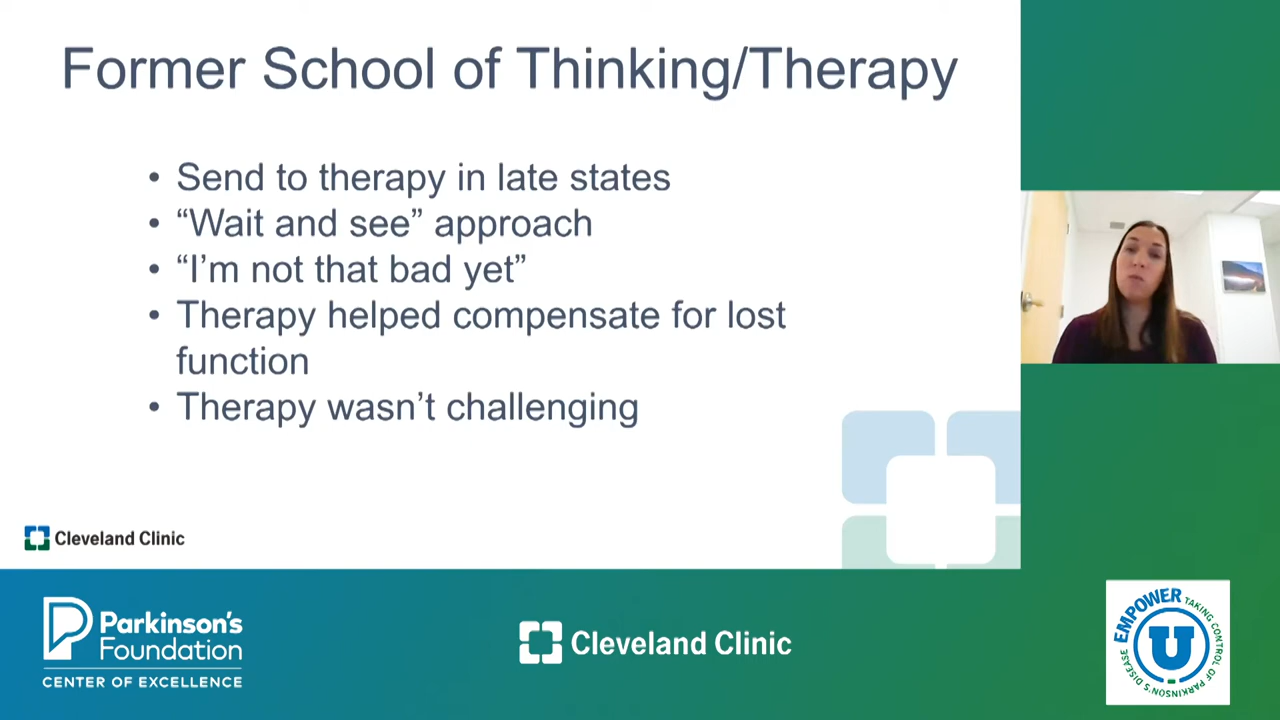 Former School of Thinking/Therapy
• Send to therapy in late states
• “Wait and see” approach
• “I’m not that bad yet”
• Therapy helped compensate for lost
function
• Therapy wasn’t challenging
Cleveland Clinic
Parkinson’s
Foundation
CENTER OF EXCELLENCE
Cleveland Clinic
EMPOWER
U
TAKING CONTROL OF PARKINSON’S DISEASE